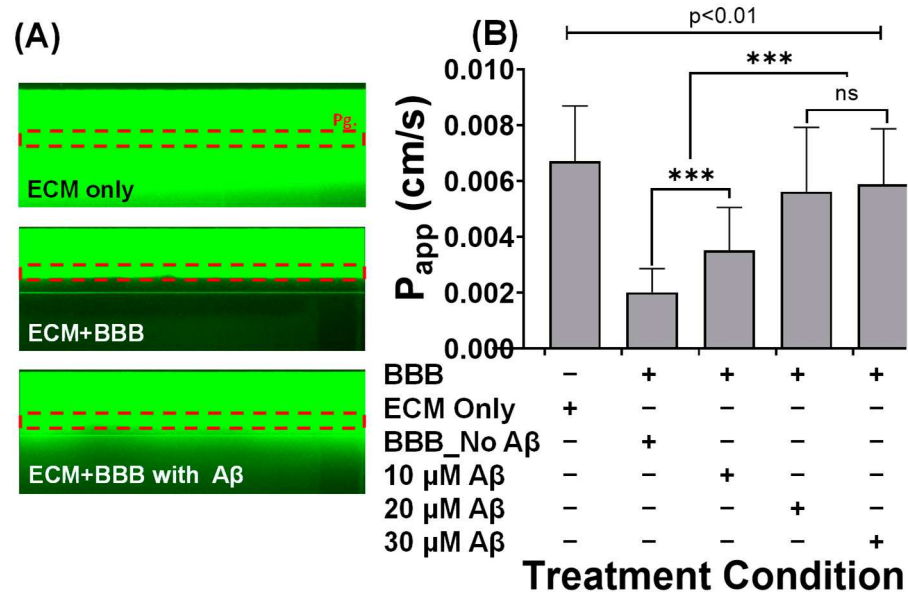 (A)
Pg.
ECM only
ECM+BBB
ECM+BBB with Aβ
(B)
p<0.01
***
***
ns
P_app (cm/s)
0.010
0.008
0.006
0.004
0.002
0.000
BBB – + + + +
ECM Only + – – – –
BBB_No Aβ – + – – –
10 µM Aβ – – + – –
20 µM Aβ – – – + –
30 µM Aβ – – – – +
Treatment Condition